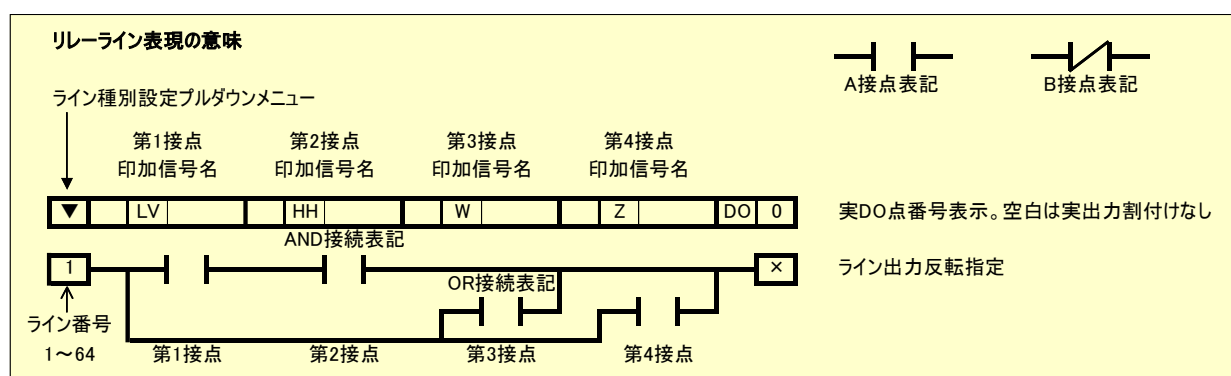 リレーライン表現の意味
A接点表記 B接点表記
ライン種別設定プルダウンメニュー
第1接点 第2接点 第3接点 第4接点
印加信号名 印加信号名 印加信号名 印加信号名
▼ LV HH W Z DO 0 実DO点番号表示。空白は実出力割付けなし
AND接続表記
1 × ライン出力反転指定
OR接続表記
ライン番号
1～64 第1接点 第2接点 第3接点 第4接点